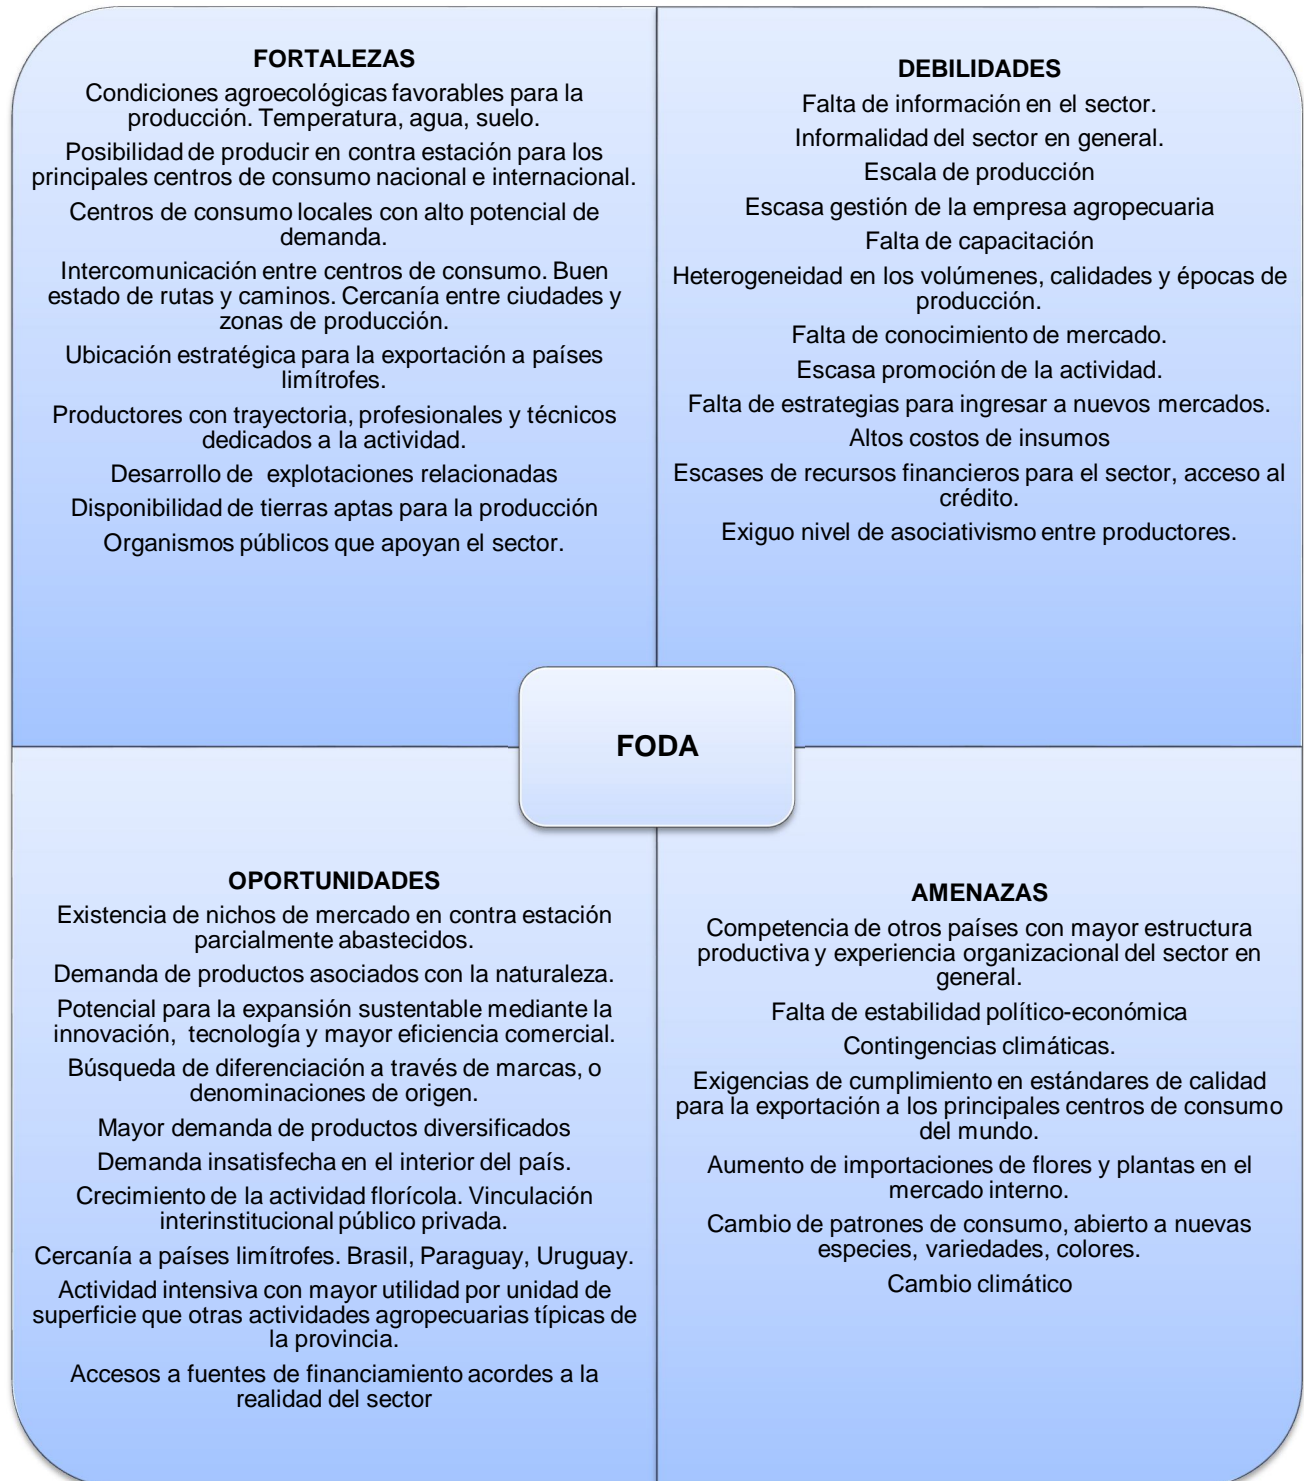 FORTALEZAS
Condiciones agroecológicas favorables para la
producción. Temperatura, agua, suelo.
Posibilidad de producir en contra estación para los
principales centros de consumo nacional e internacional.
Centros de consumo locales con alto potencial de
demanda.
Intercomunicación entre centros de consumo. Buen
estado de rutas y caminos. Cercanía entre ciudades y
zonas de producción.
Ubicación estratégica para la exportación a países
limítrofes.
Productores con trayectoria, profesionales y técnicos
dedicados a la actividad.
Desarrollo de explotaciones relacionadas
Disponibilidad de tierras aptas para la producción
Organismos públicos que apoyan el sector.
DEBILIDADES
Falta de información en el sector.
Informalidad del sector en general.
Escala de producción
Escasa gestión de la empresa agropecuaria
Falta de capacitación
Heterogeneidad en los volúmenes, calidades y épocas de
producción.
Falta de conocimiento de mercado.
Escasa promoción de la actividad.
Falta de estrategias para ingresar a nuevos mercados.
Altos costos de insumos
Escases de recursos financieros para el sector, acceso al
crédito.
Exiguo nivel de asociativismo entre productores.
FODA
OPORTUNIDADES
Existencia de nichos de mercado en contra estación
parcialmente abastecidos.
Demanda de productos asociados con la naturaleza.
Potencial para la expansión sustentable mediante la
innovación, tecnología y mayor eficiencia comercial.
Búsqueda de diferenciación a través de marcas, o
denominaciones de origen.
Mayor demanda de productos diversificados
Demanda insatisfecha en el interior del país.
Crecimiento de la actividad florícola. Vinculación
interinstitucional público privada.
Cercanía a países limítrofes. Brasil, Paraguay, Uruguay.
Actividad intensiva con mayor utilidad por unidad de
superficie que otras actividades agropecuarias típicas de
la provincia.
Accesos a fuentes de financiamiento acordes a la
realidad del sector
AMENAZAS
Competencia de otros países con mayor estructura
productiva y experiencia organizacional del sector en
general.
Falta de estabilidad político-económica
Contingencias climáticas.
Exigencias de cumplimiento en estándares de calidad
para la exportación a los principales centros de consumo
del mundo.
Aumento de importaciones de flores y plantas en el
mercado interno.
Cambio de patrones de consumo, abierto a nuevas
especies, variedades, colores.
Cambio climático